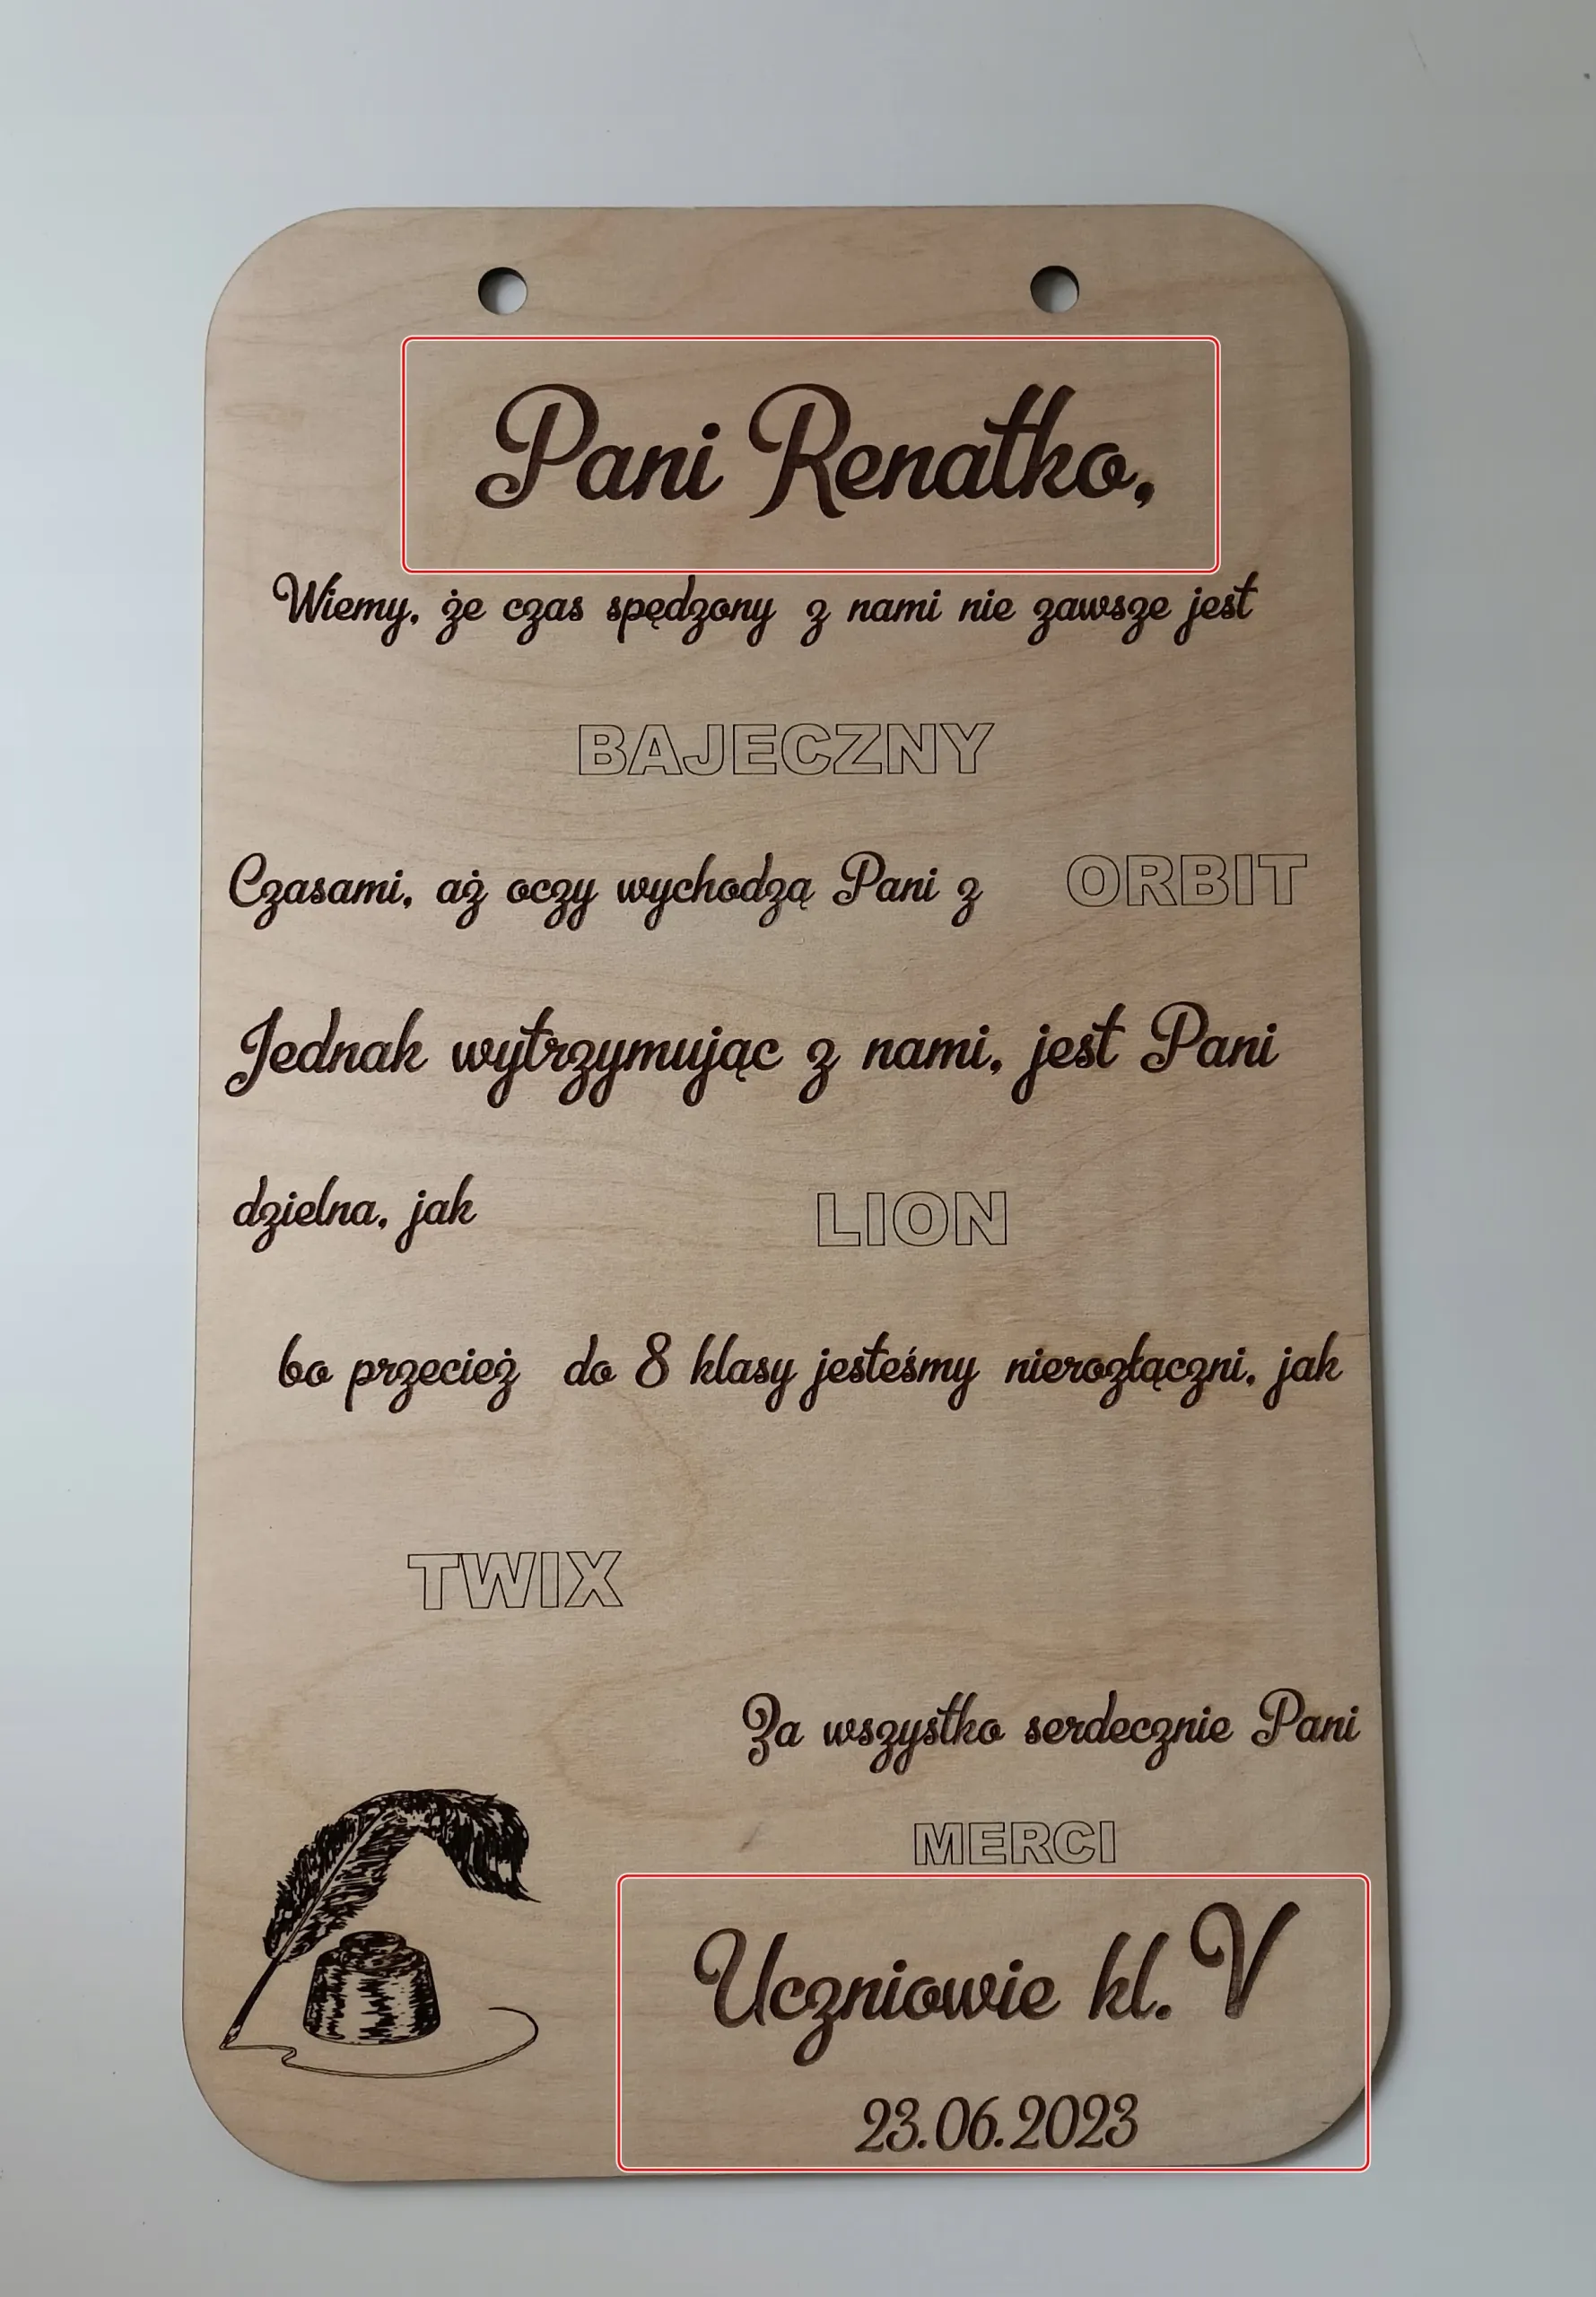 Pani Renatko,
Wiemy, że czas spędzony z nami nie zawsze jest
BAJECZNY
Czasami, aż oczy wychodzą Pani z ORBIT
Jednak wytrzymując z nami, jest Pani
dzielna, jak LION
bo przecież do 8 klasy jesteśmy nierozłączni, jak
TWIX
Za wszystko serdecznie Pani
MERCI
Uczniowie kl. V
23.06.2023